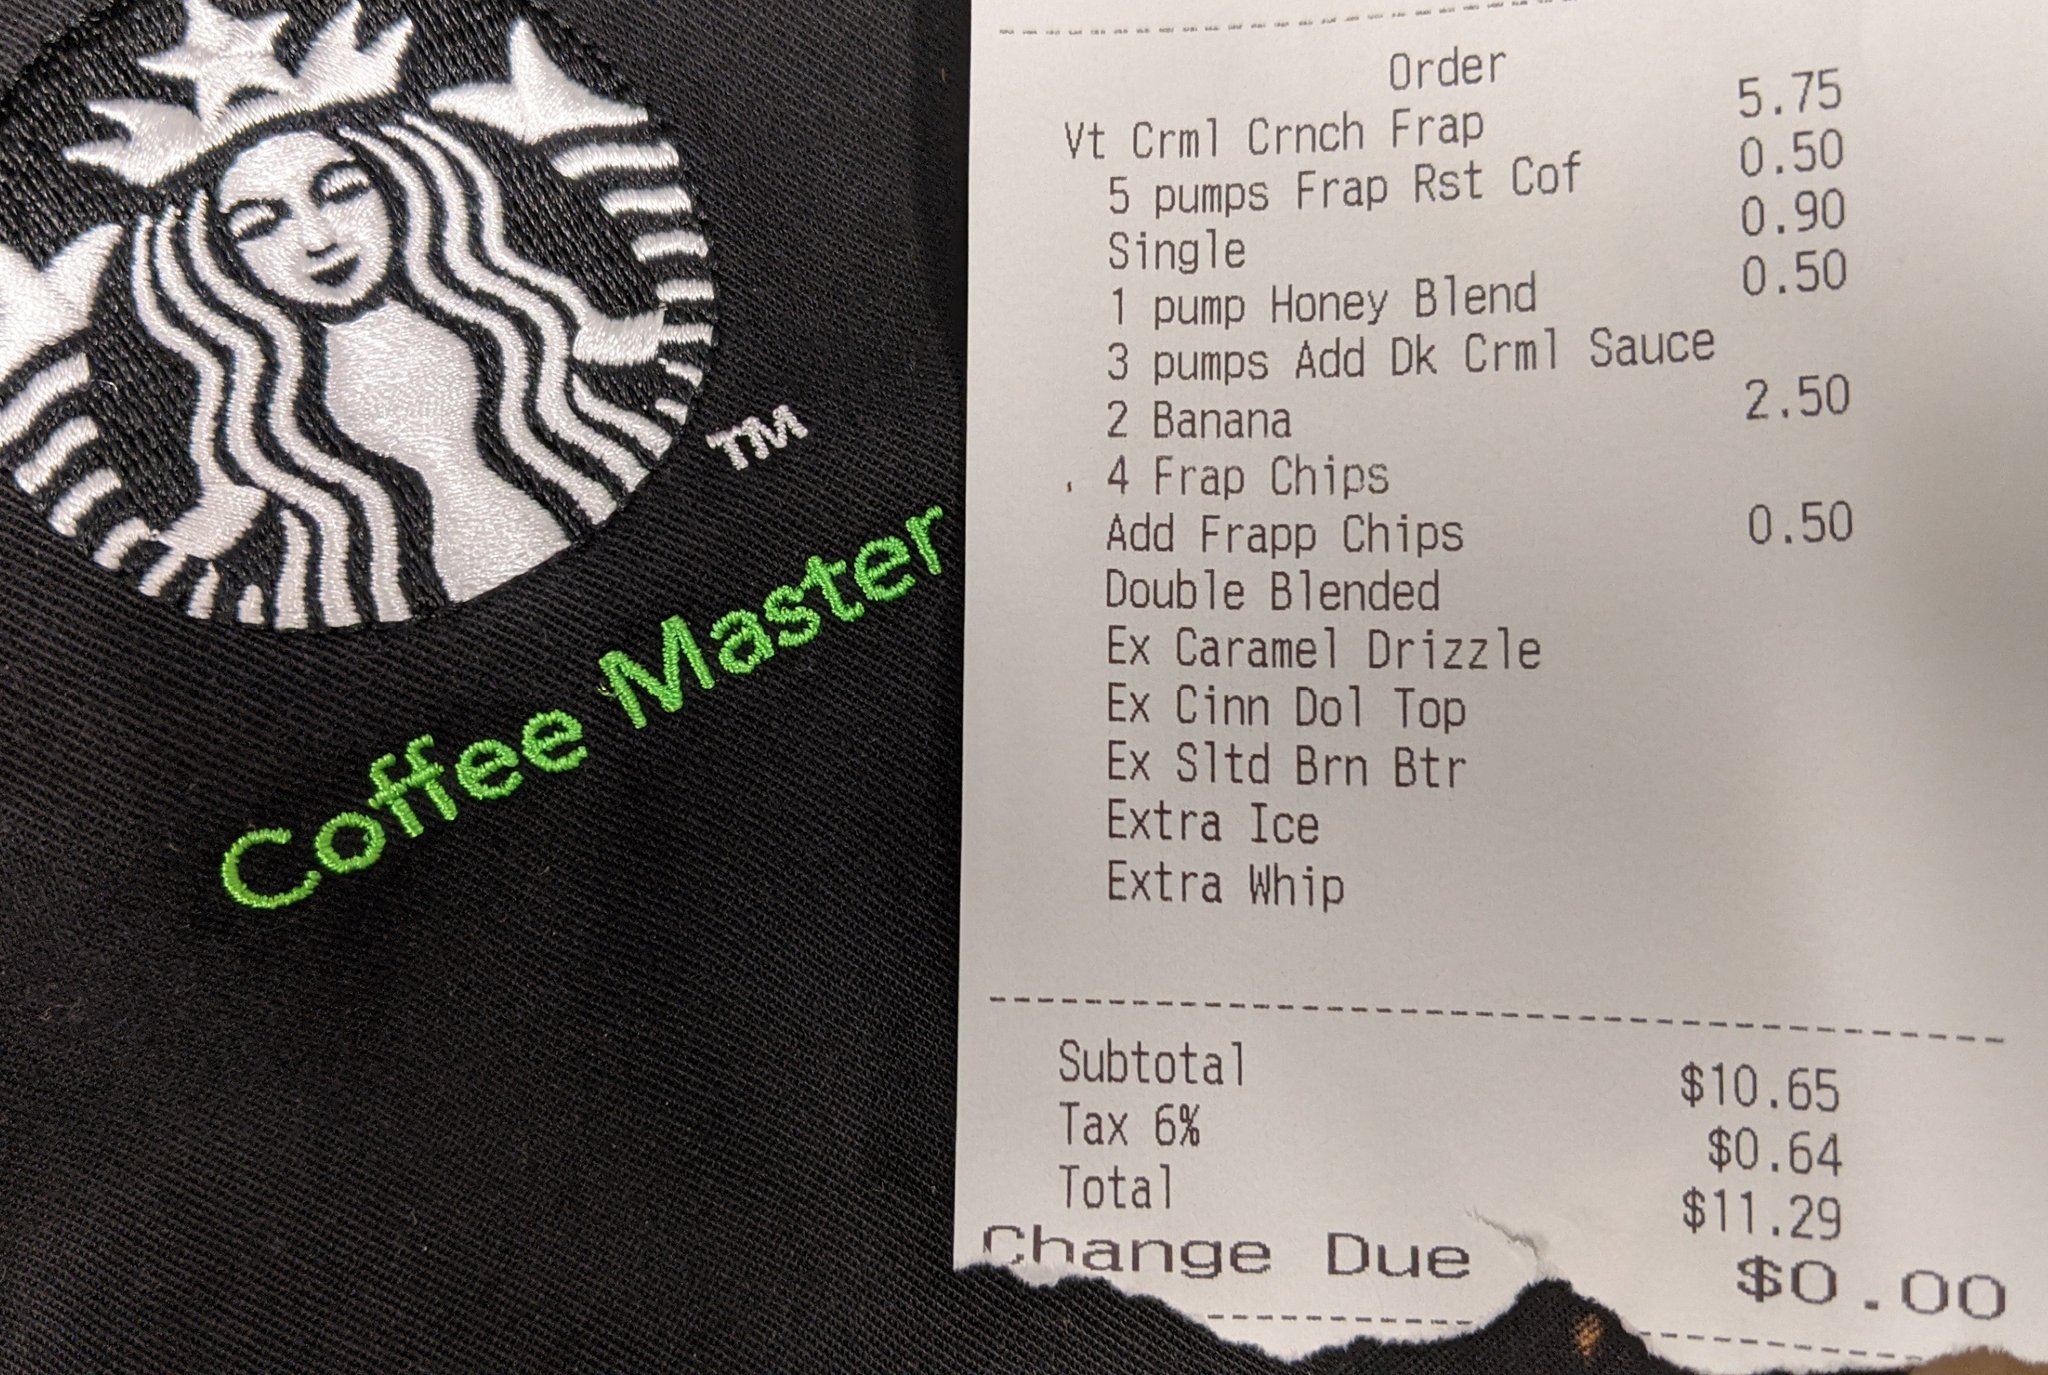 TM
Coffee Master
Order
Vt Crml Crnch Frap 5.75
5 pumps Frap Rst Cof 0.50
Single 0.90
1 pump Honey Blend 0.50
3 pumps Add Dk Crml Sauce
2 Banana 2.50
4 Frap Chips
Add Frapp Chips 0.50
Double Blended
Ex Caramel Drizzle
Ex Cinn Dol Top
Ex Sltd Brn Btr
Extra Ice
Extra Whip
Subtotal $10.65
Tax 6% $0.64
Total $11.29
Change Due $0.00